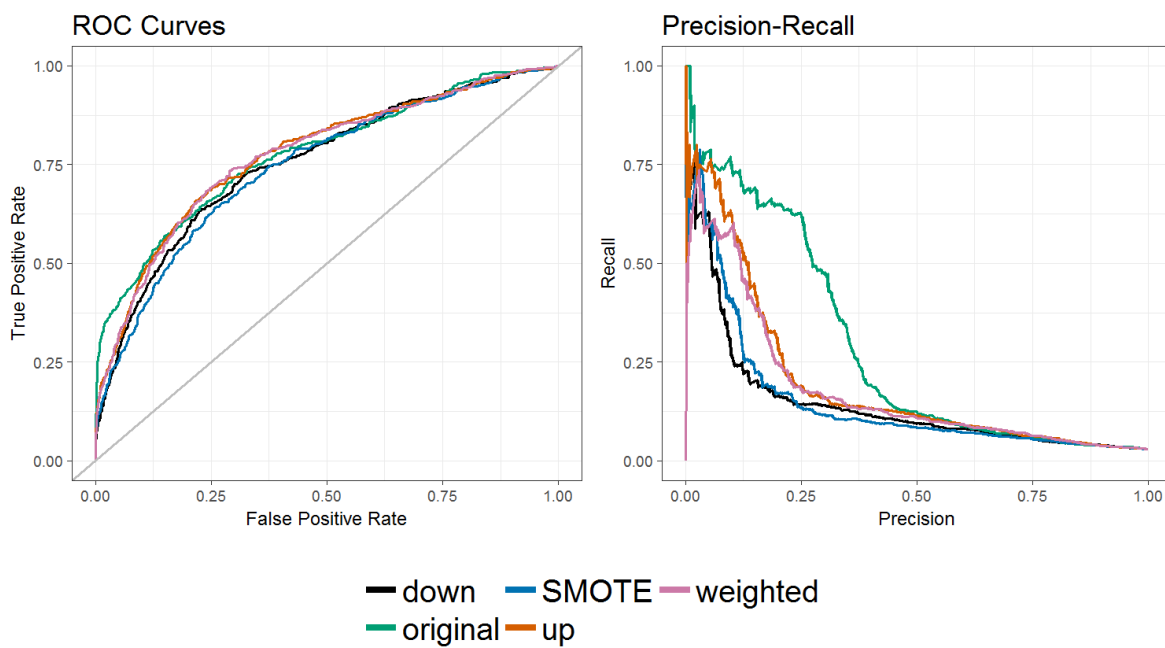 ROC Curves
1.00
0.75
0.50
0.25
0.00
True Positive Rate
0.00 0.25 0.50 0.75 1.00
False Positive Rate
Precision-Recall
1.00
0.75
0.50
0.25
0.00
Recall
0.00 0.25 0.50 0.75 1.00
Precision
down SMOTE weighted
original up